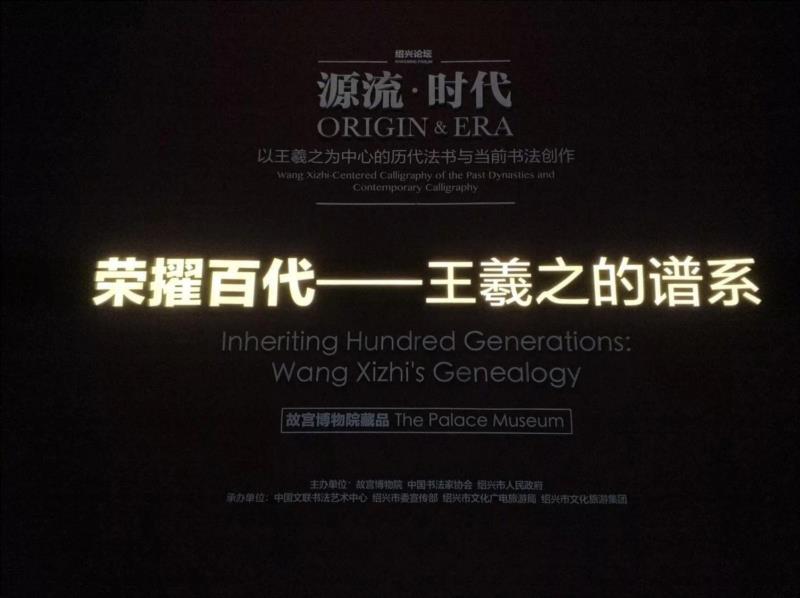 绍兴论坛
SHAOXING FORUM
源流·时代
ORIGIN & ERA
以王羲之为中心的历代法书与当前书法创作
Wang Xizhi-Centered Calligraphy of the Past Dynasties and
Contemporary Calligraphy
荣擢百代——王羲之的谱系
Inheriting Hundred Generations:
Wang Xizhi's Genealogy
故宫博物院藏品 The Palace Museum
主办单位：故宫博物院 中国书法家协会 绍兴市人民政府
承办单位：中国文联书法艺术中心 绍兴市委宣传部 绍兴市文化广电旅游局 绍兴市文化旅游集团